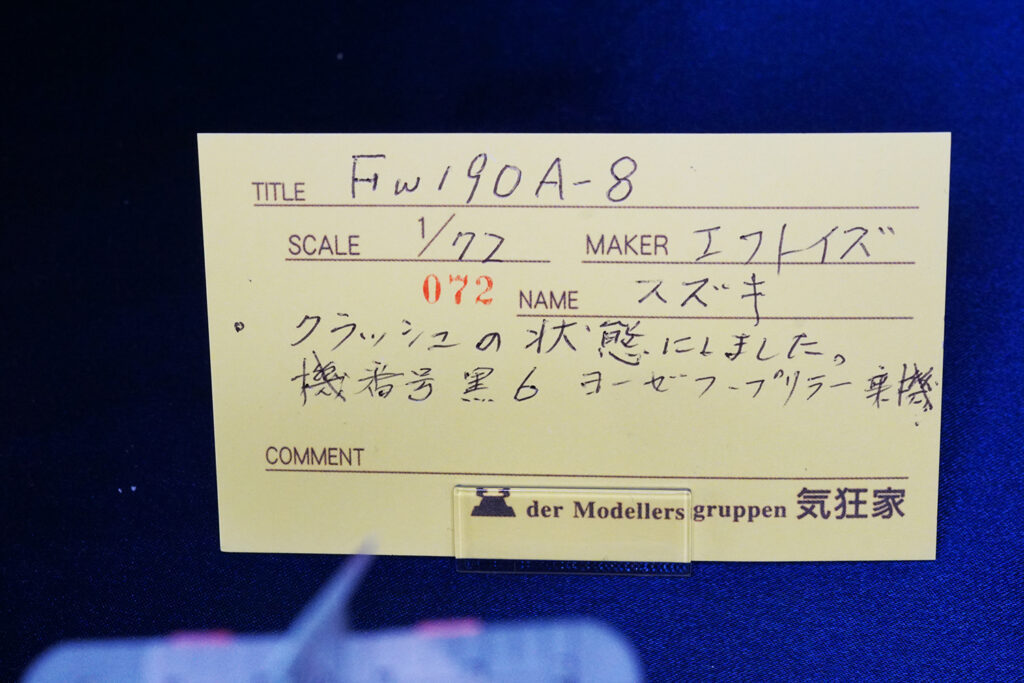 TITLE Fw190A-8
SCALE 1/72 MAKER エフトイズ
072 NAME スズキ
。クラッシュの状態にしました。
機番号黒6 ヨーゼフ・プリラー乗機
COMMENT
der Modellers gruppen 気狂家